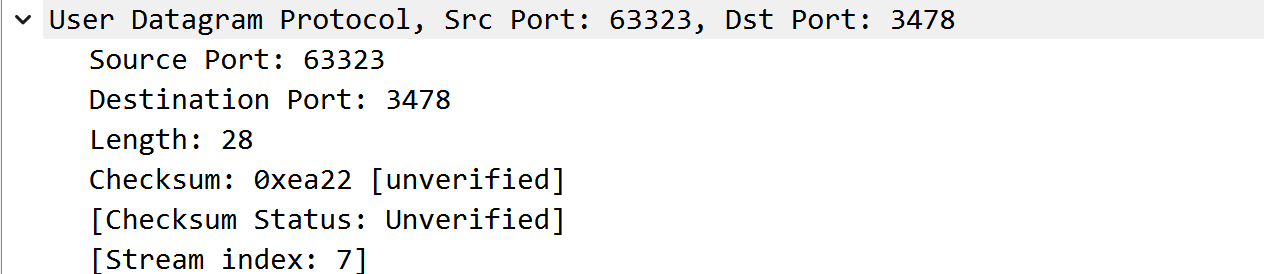 User Datagram Protocol, Src Port: 63323, Dst Port: 3478
Source Port: 63323
Destination Port: 3478
Length: 28
Checksum: 0xea22 [unverified]
[Checksum Status: Unverified]
[Stream index: 7]